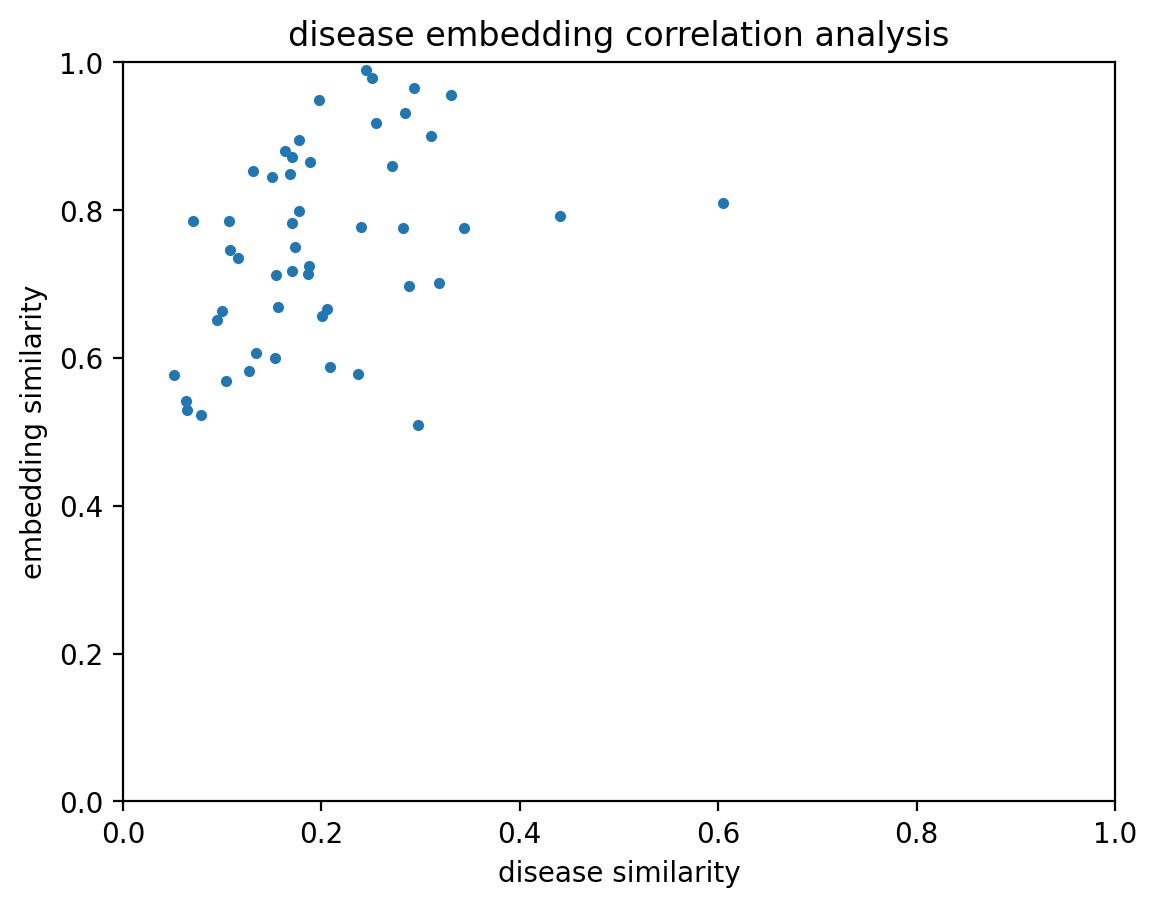 disease embedding correlation analysis
1.0
0.8
0.6
0.4
0.2
0.0
embedding similarity
0.0 0.2 0.4 0.6 0.8 1.0
disease similarity